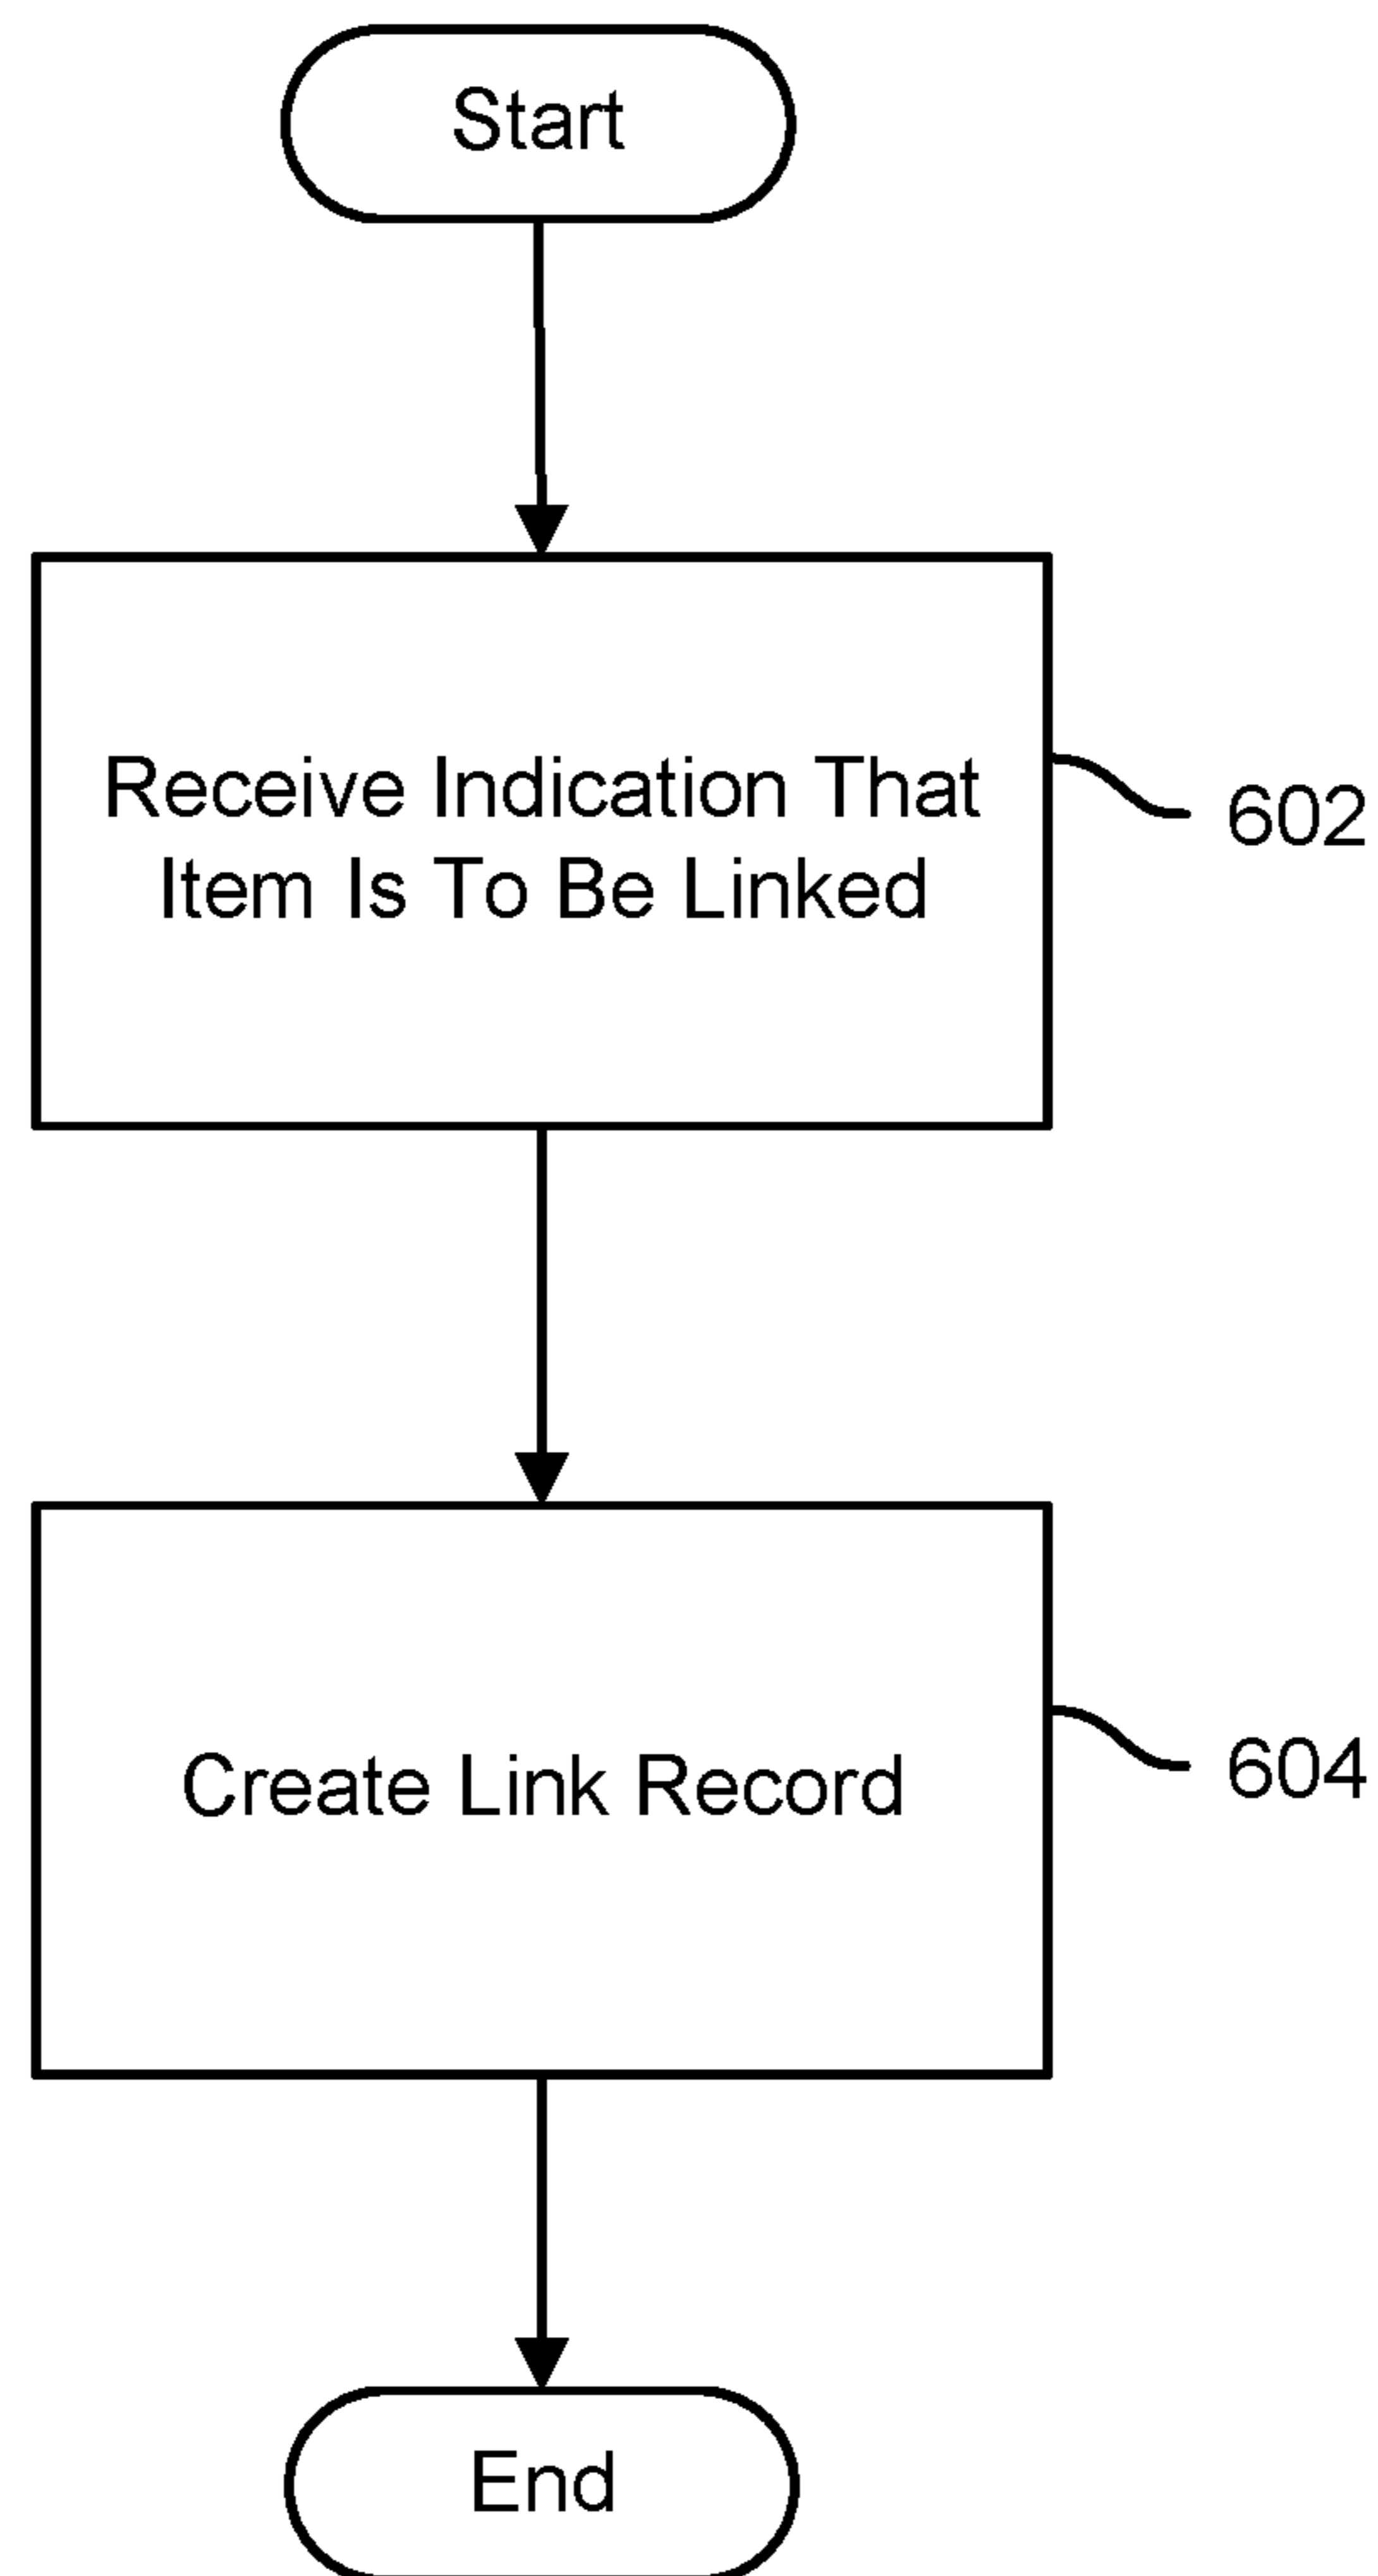 Start
Receive Indication That
Item Is To Be Linked
602
Create Link Record
604
End